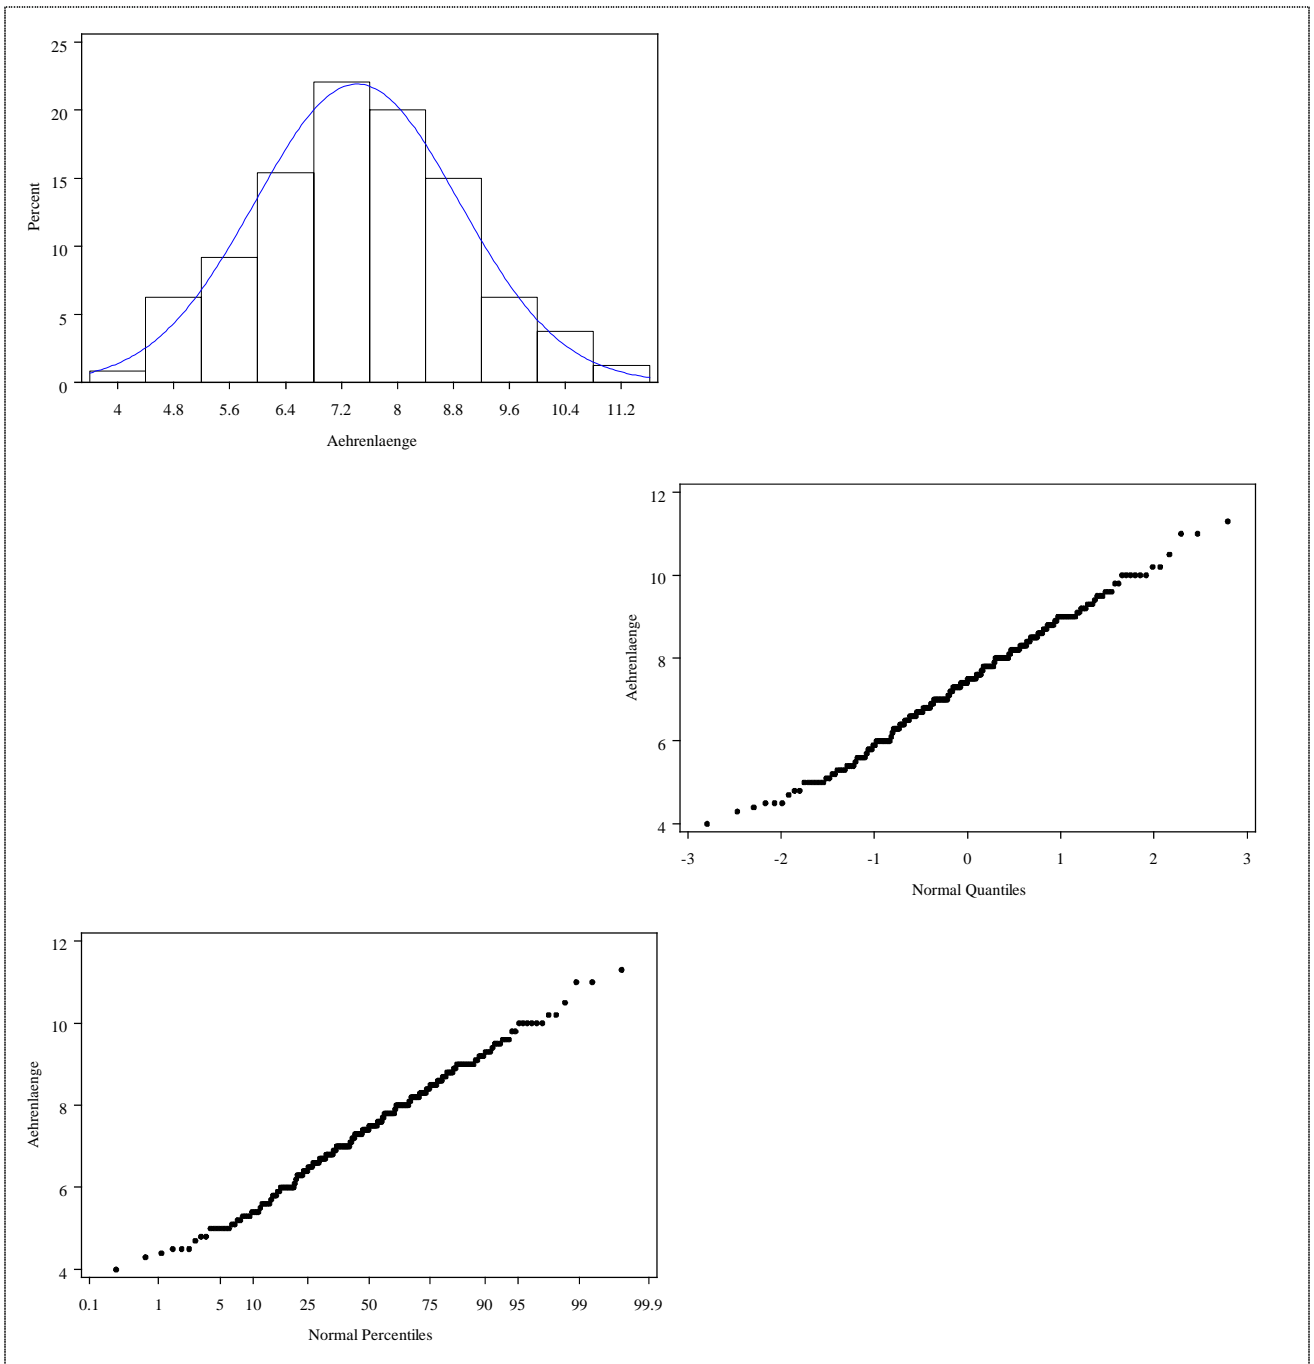 25
20
15
10
5
0
Percent
4 4.8 5.6 6.4 7.2 8 8.8 9.6 10.4 11.2
Aehrenlaenge
12
10
8
6
4
Aehrenlaenge
-3 -2 -1 0 1 2 3
Normal Quantiles
12
10
8
6
4
Aehrenlaenge
0.1 1 5 10 25 50 75 90 95 99 99.9
Normal Percentiles